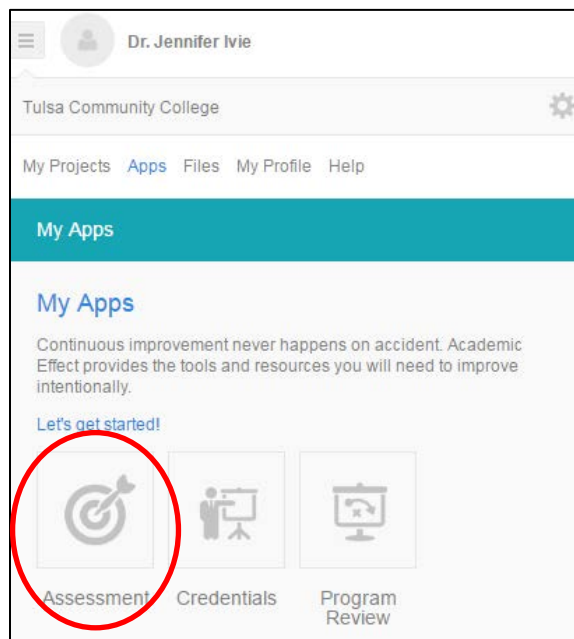 Dr. Jennifer Ivie
Tulsa Community College
My Projects Apps Files My Profile Help
My Apps
My Apps
Continuous improvement never happens on accident. Academic
Effect provides the tools and resources you will need to improve
intentionally.
Let's get started!
Assessment Credentials Program
Review